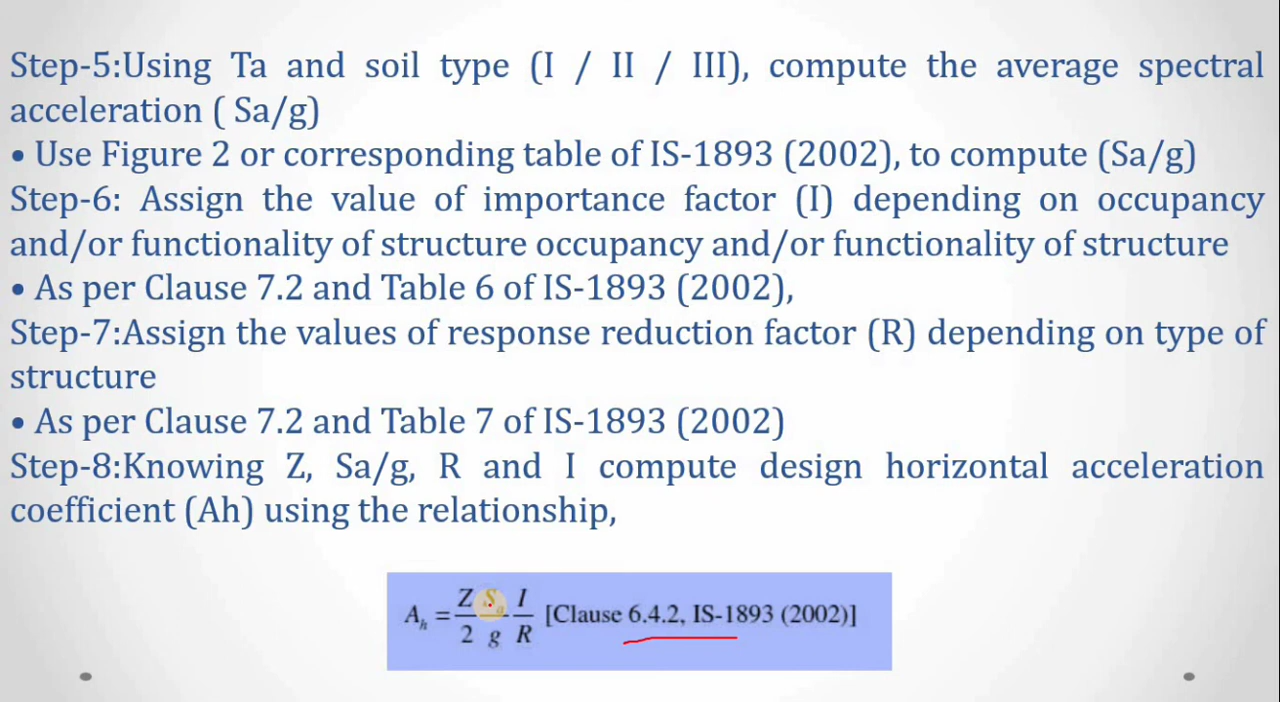 Step-5:Using Ta and soil type (I / II / III), compute the average spectral
acceleration ( Sa/g)
• Use Figure 2 or corresponding table of IS-1893 (2002), to compute (Sa/g)
Step-6: Assign the value of importance factor (I) depending on occupancy
and/or functionality of structure occupancy and/or functionality of structure
• As per Clause 7.2 and Table 6 of IS-1893 (2002),
Step-7:Assign the values of response reduction factor (R) depending on type of
structure
• As per Clause 7.2 and Table 7 of IS-1893 (2002)
Step-8:Knowing Z, Sa/g, R and I compute design horizontal acceleration
coefficient (Ah) using the relationship,
A_h = Z/2 S_a/g I/R [Clause 6.4.2, IS-1893 (2002)]